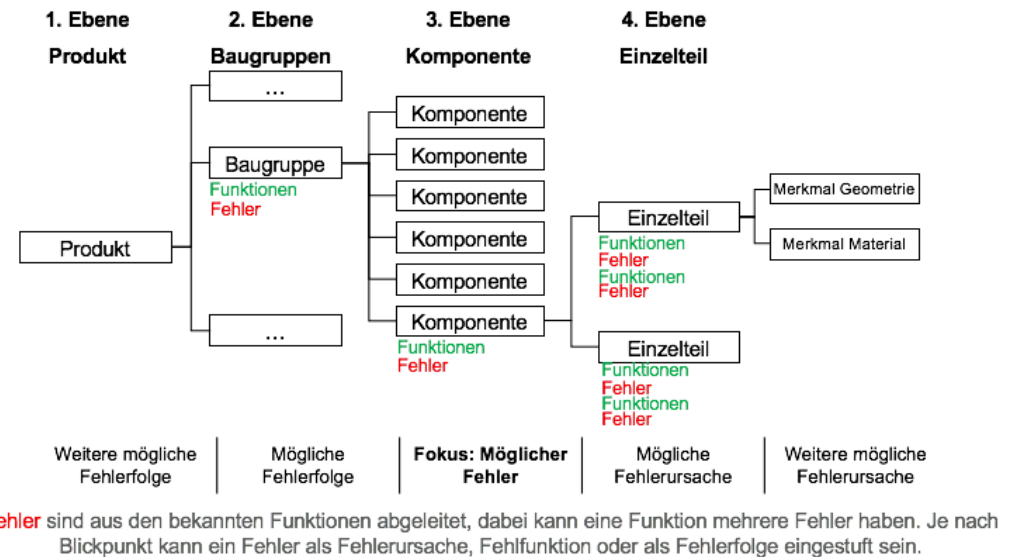 1. Ebene 2. Ebene 3. Ebene 4. Ebene
Produkt Baugruppen Komponente Einzelteil
...
Komponente
Komponente
Baugruppe
Funktionen
Fehler
Komponente
Merkmal Geometrie
Einzelteil
Produkt
Komponente
Merkmal Material
Funktionen
Fehler
Funktionen
Fehler
Komponente
...
Komponente
Funktionen
Fehler
Einzelteil
Funktionen
Fehler
Funktionen
Fehler
Weitere mögliche
Fehlerfolge
Mögliche
Fehlerfolge
Fokus: Möglicher
Fehler
Mögliche
Fehlerursache
Weitere mögliche
Fehlerursache
ehler sind aus den bekannten Funktionen abgeleitet, dabei kann eine Funktion mehrere Fehler haben. Je nach
Blickpunkt kann ein Fehler als Fehlerursache, Fehlfunktion oder als Fehlerfolge eingestuft sein.